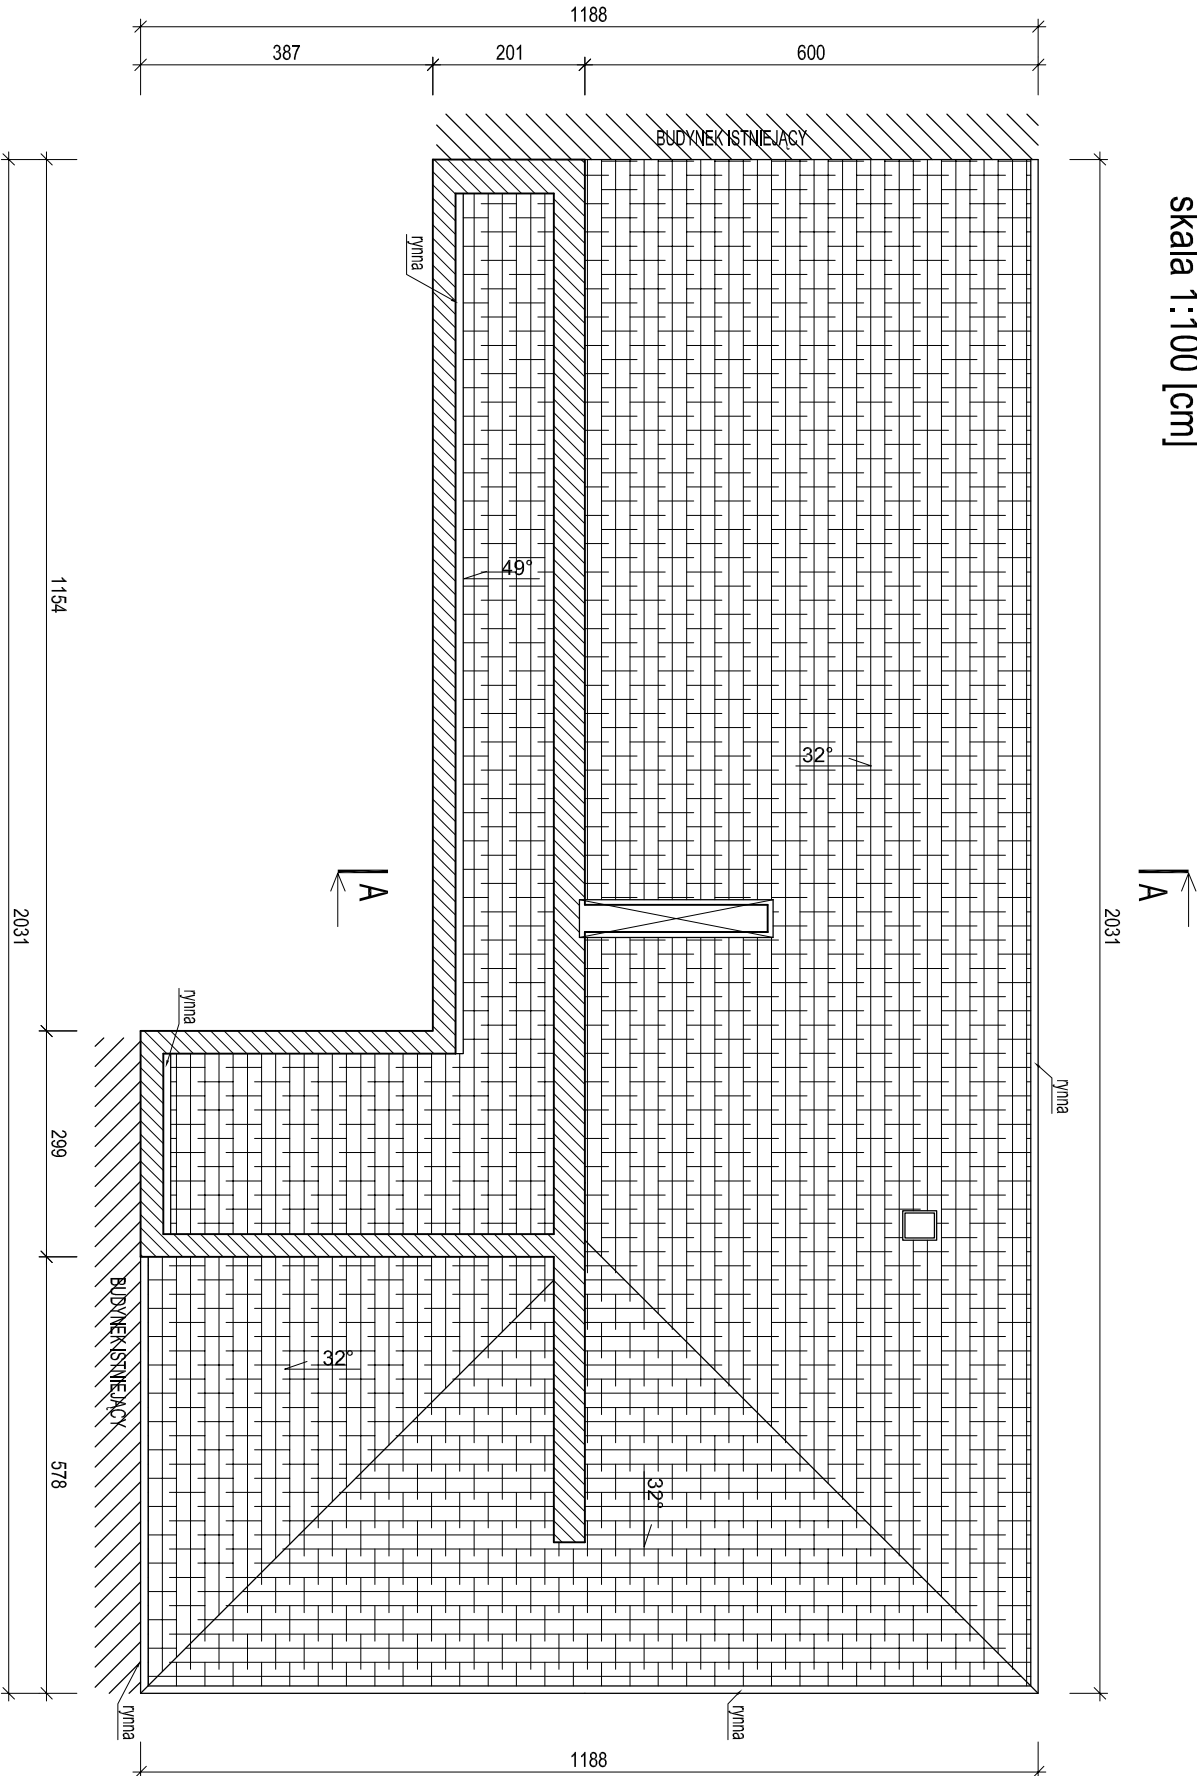 1188
387
201
600
skala 1:100 [cm]
BUDYNEK ISTNIEJĄCY
rynna
49°
32°
1154
A
A
2031
2031
rynna
rynna
299
BUDYNEK ISTNIEJĄCY
32°
578
32°
rynna
rynna
1188